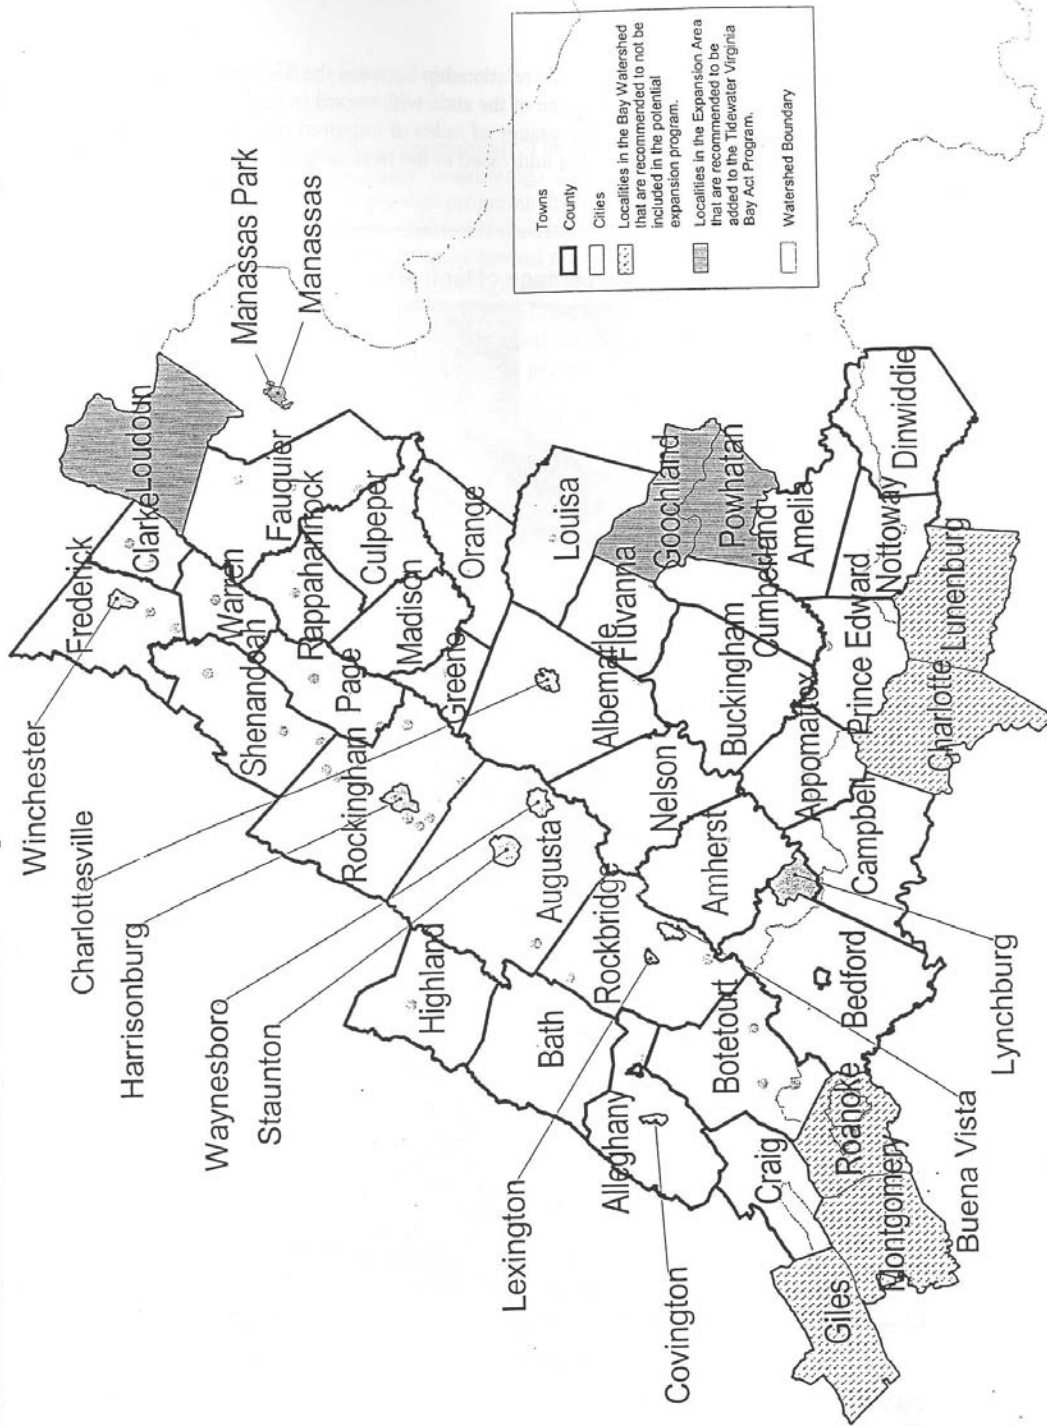 Winchester
Charlottesville
Harrisonburg
Waynesboro
Staunton
Lexington
Covington
Buena Vista
Lynchburg
Manassas Park
Manassas
Frederick
Clarke
Loudoun
Warren
Shenandoah
Fauquier
Rappahannock
Page
Culpeper
Rockingham
Madison
Greene
Orange
Highland
Augusta
Albemarle
Louisa
Fluvanna
Goochland
Bath
Rockbridge
Nelson
Buckingham
Powhatan
Cumberland
Amelia
Alleghany
Botetourt
Amherst
Appomattox
Prince Edward
Nottoway
Dinwiddie
Craig
Bedford
Campbell
Charlotte
Lunenburg
Giles
Montgomery
Roanoke
Towns
County
Cities
Localities in the Bay Watershed
that are recommended to not be
included in the potential
expansion program.
Localities in the Expansion Area
that are recommended to be
added to the Tidewater Virginia
Bay Act Program.
Watershed Boundary